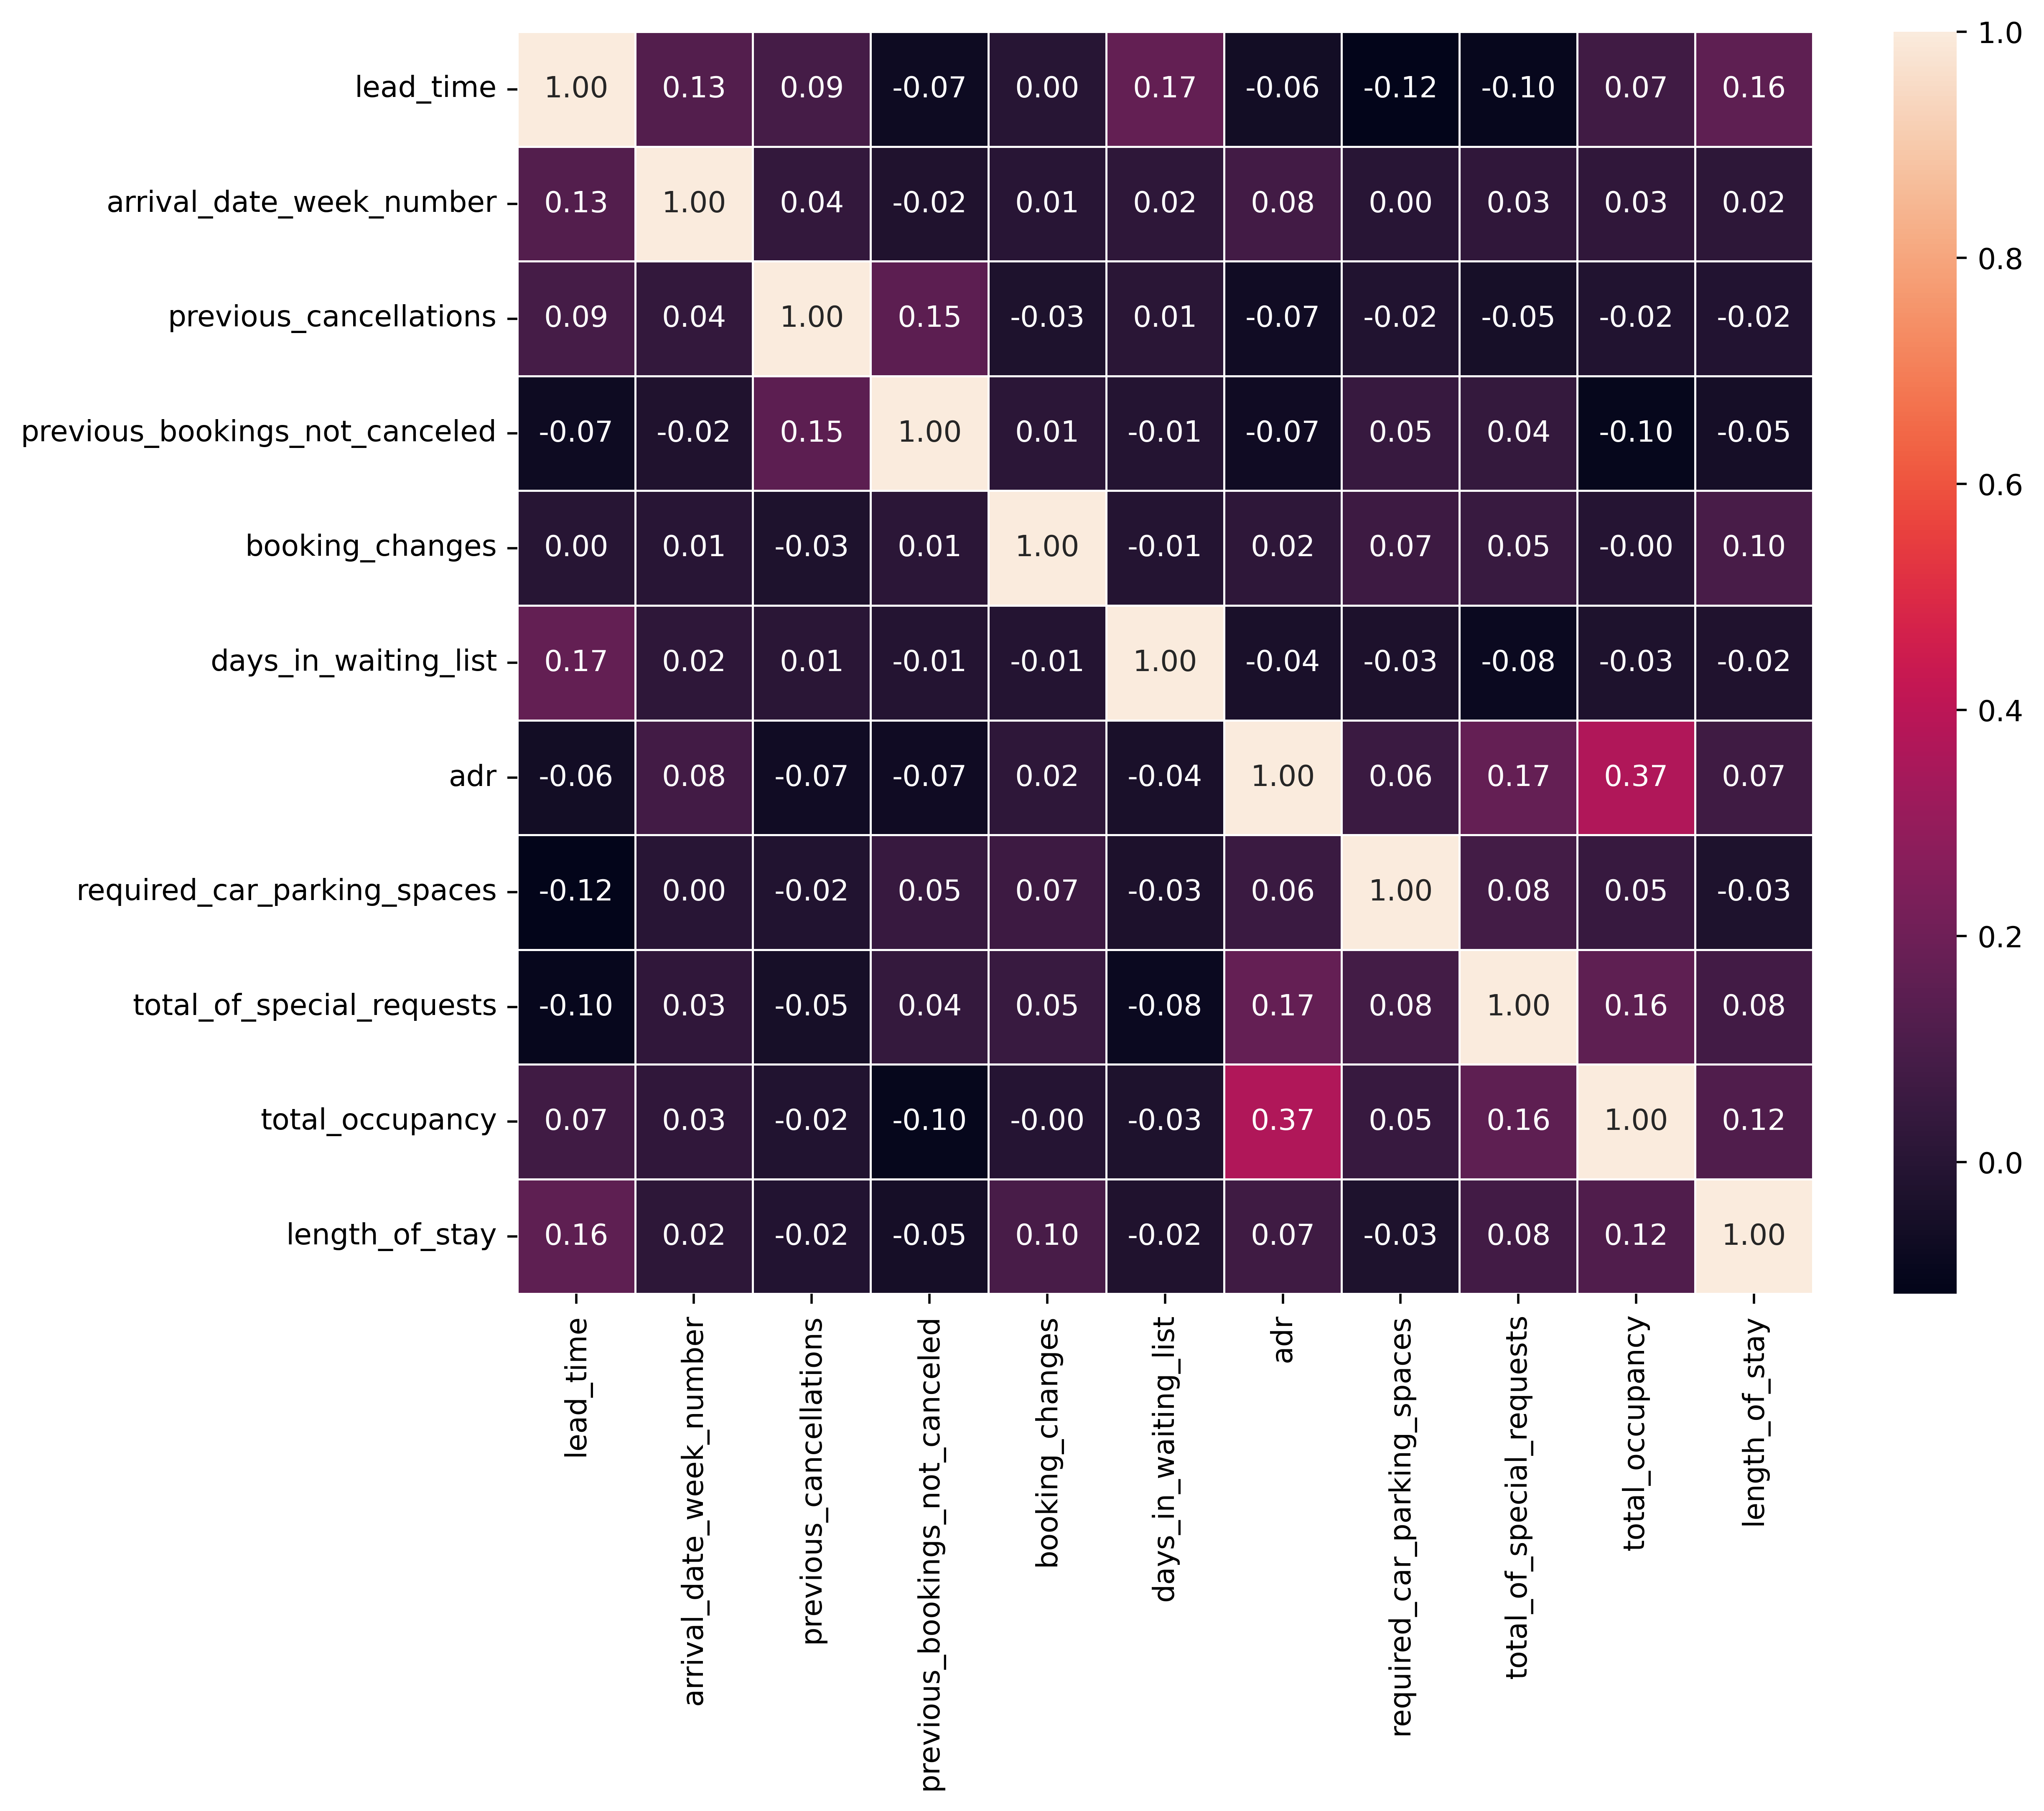 lead_time 1.00 0.13 0.09 -0.07 0.00 0.17 -0.06 -0.12 -0.10 0.07 0.16
arrival_date_week_number 0.13 1.00 0.04 -0.02 0.01 0.02 0.08 0.00 0.03 0.03 0.02
previous_cancellations 0.09 0.04 1.00 0.15 -0.03 0.01 -0.07 -0.02 -0.05 -0.02 -0.02
previous_bookings_not_canceled -0.07 -0.02 0.15 1.00 0.01 -0.01 -0.07 0.05 0.04 -0.10 -0.05
booking_changes 0.00 0.01 -0.03 0.01 1.00 -0.01 0.02 0.07 0.05 -0.00 0.10
days_in_waiting_list 0.17 0.02 0.01 -0.01 -0.01 1.00 -0.04 -0.03 -0.08 -0.03 -0.02
adr -0.06 0.08 -0.07 -0.07 0.02 -0.04 1.00 0.06 0.17 0.37 0.07
required_car_parking_spaces -0.12 0.00 -0.02 0.05 0.07 -0.03 0.06 1.00 0.08 0.05 -0.03
total_of_special_requests -0.10 0.03 -0.05 0.04 0.05 -0.08 0.17 0.08 1.00 0.16 0.08
total_occupancy 0.07 0.03 -0.02 -0.10 -0.00 -0.03 0.37 0.05 0.16 1.00 0.12
length_of_stay 0.16 0.02 -0.02 -0.05 0.10 -0.02 0.07 -0.03 0.08 0.12 1.00
lead_time
arrival_date_week_number
previous_cancellations
previous_bookings_not_canceled
booking_changes
days_in_waiting_list
adr
required_car_parking_spaces
total_of_special_requests
total_occupancy
length_of_stay
1.0
0.8
0.6
0.4
0.2
0.0